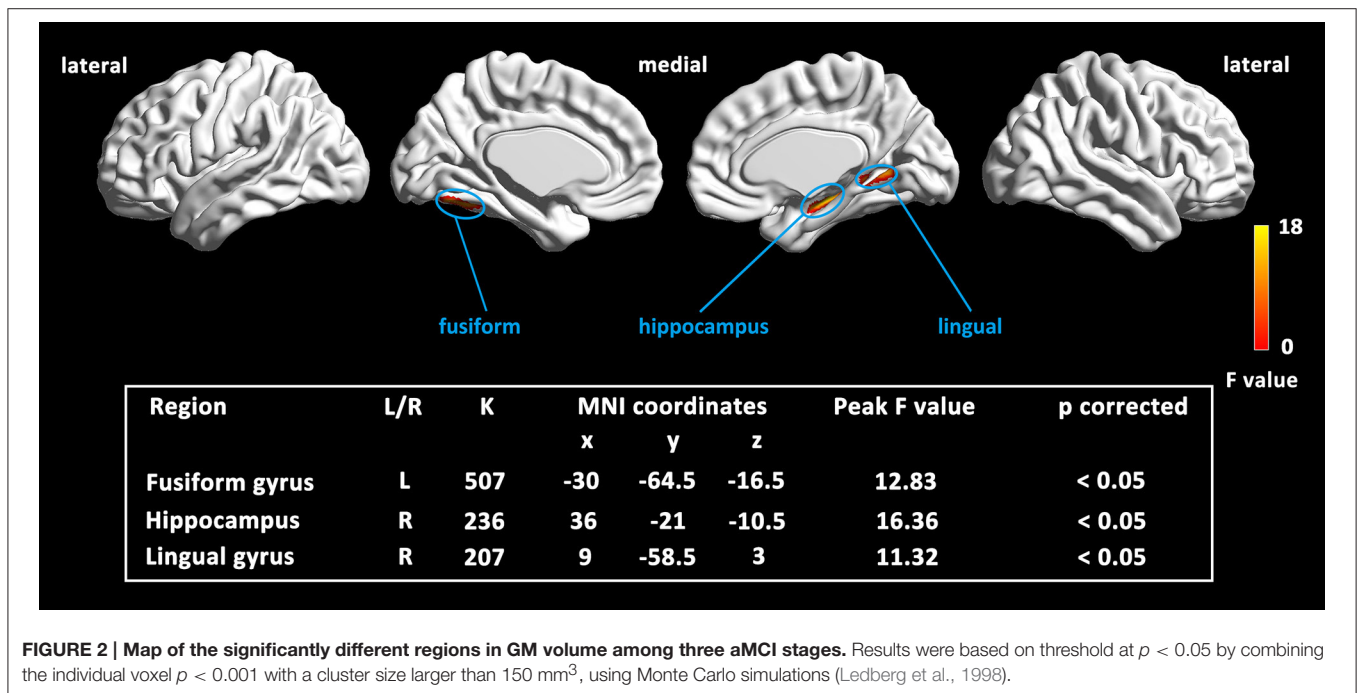 lateral medial lateral
fusiform hippocampus lingual
18
0
F value
Region L/R K MNI coordinates Peak F value p corrected
x y z
Fusiform gyrus L 507 -30 -64.5 -16.5 12.83 < 0.05
Hippocampus R 236 36 -21 -10.5 16.36 < 0.05
Lingual gyrus R 207 9 -58.5 3 11.32 < 0.05
FIGURE 2 | Map of the significantly different regions in GM volume among three aMCI stages. Results were based on threshold at p < 0.05 by combining
the individual voxel p < 0.001 with a cluster size larger than 150 mm³, using Monte Carlo simulations (Ledberg et al., 1998).